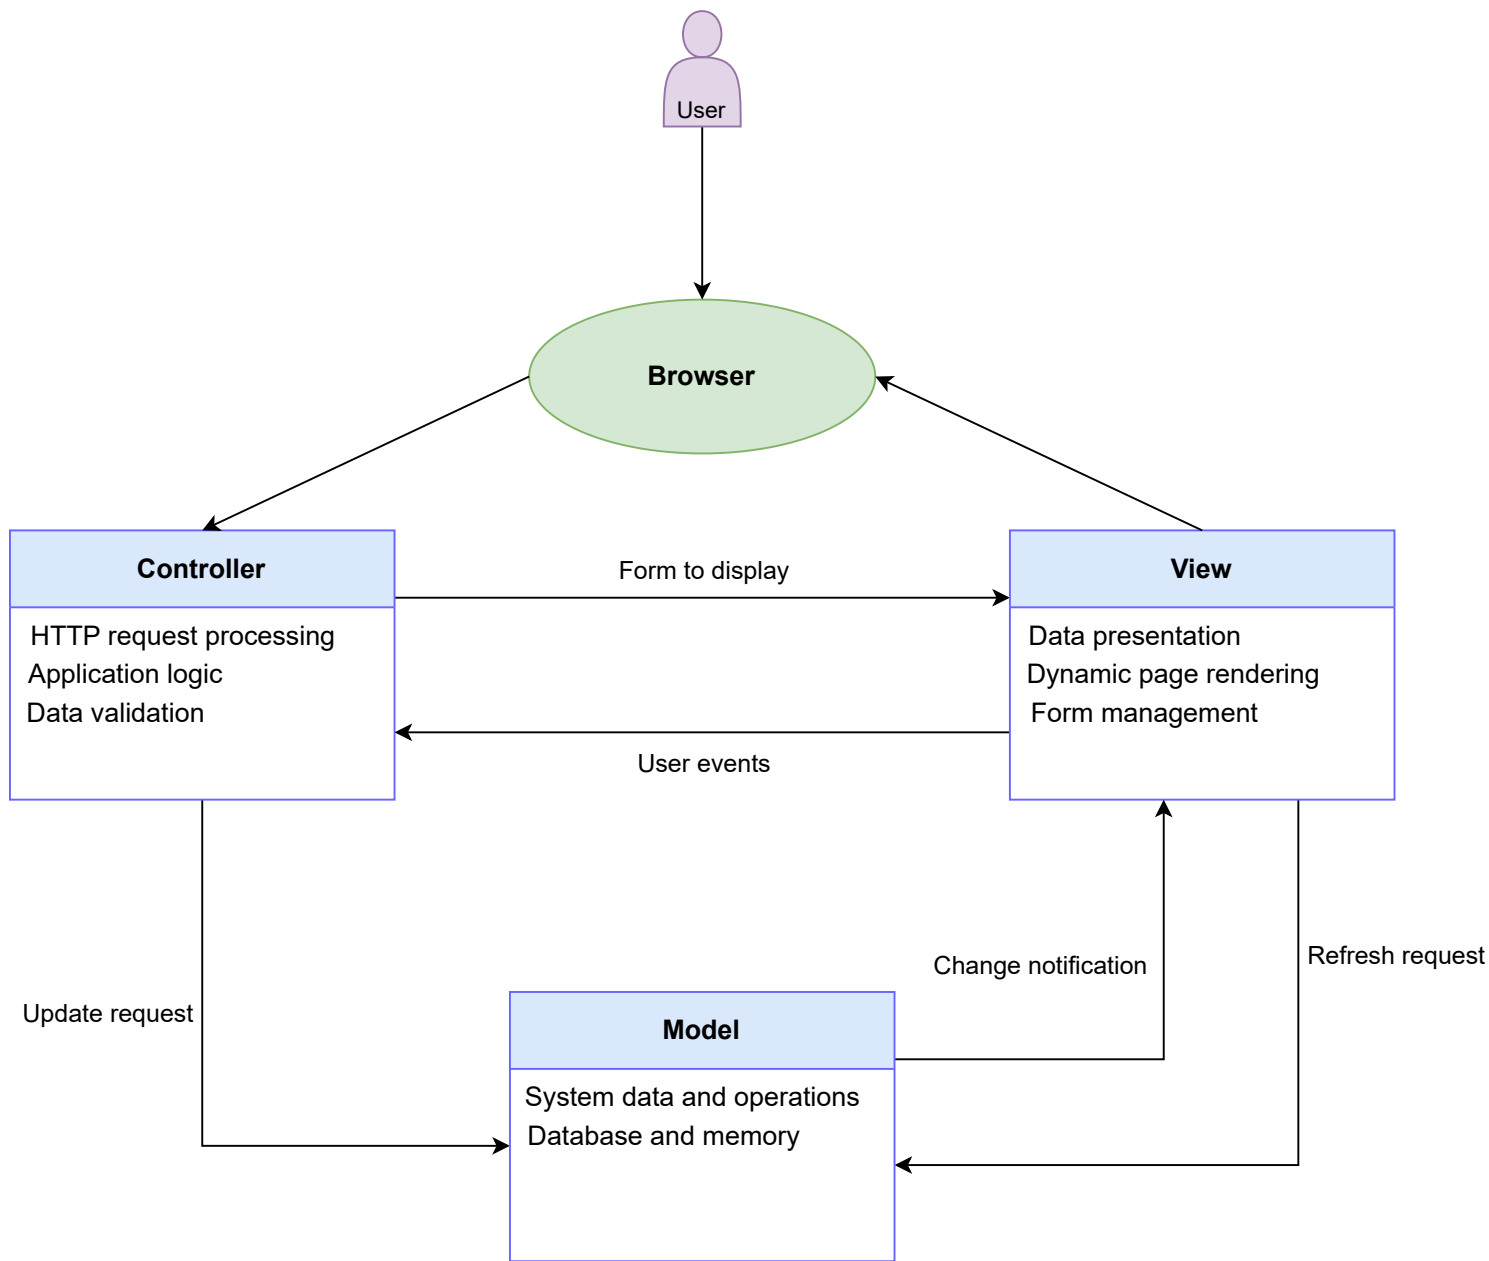 User
Browser
Controller
HTTP request processing
Application logic
Data validation
Form to display
User events
View
Data presentation
Dynamic page rendering
Form management
Update request
Change notification
Refresh request
Model
System data and operations
Database and memory